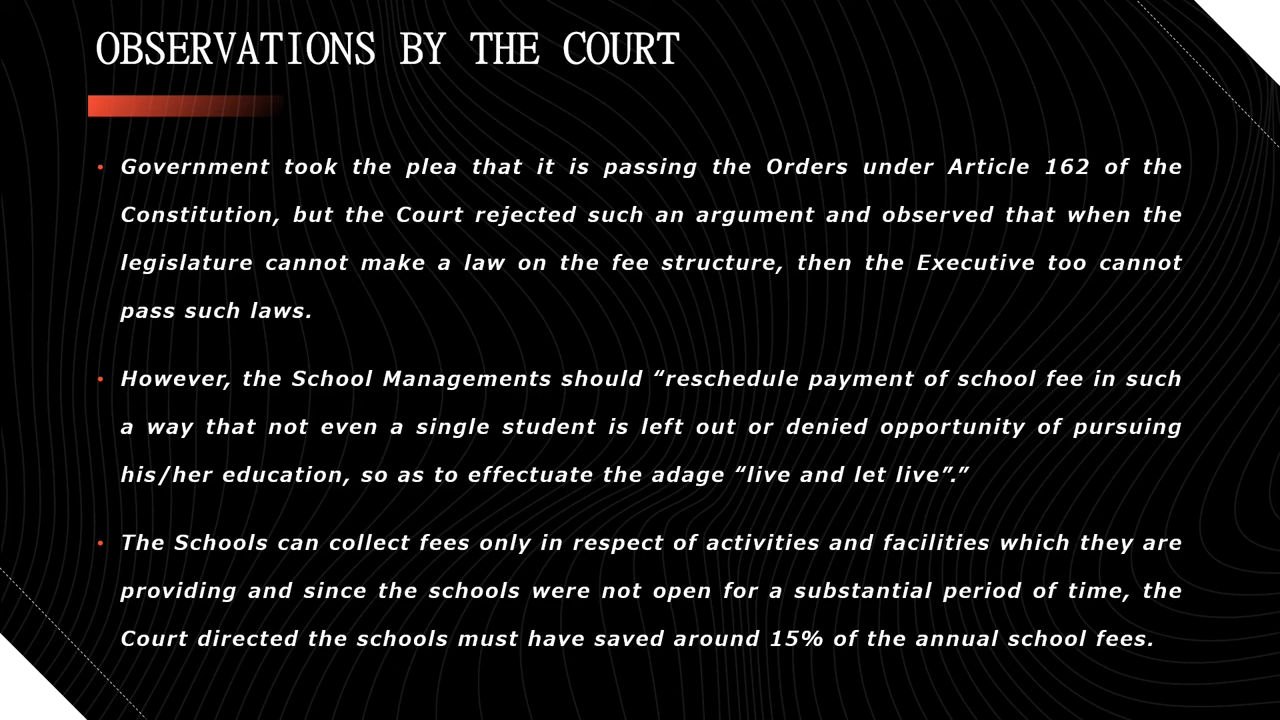 OBSERVATIONS BY THE COURT
• Government took the plea that it is passing the Orders under Article 162 of the
Constitution, but the Court rejected such an argument and observed that when the
legislature cannot make a law on the fee structure, then the Executive too cannot
pass such laws.
• However, the School Managements should “reschedule payment of school fee in such
a way that not even a single student is left out or denied opportunity of pursuing
his/her education, so as to effectuate the adage “live and let live”.”
• The Schools can collect fees only in respect of activities and facilities which they are
providing and since the schools were not open for a substantial period of time, the
Court directed the schools must have saved around 15% of the annual school fees.